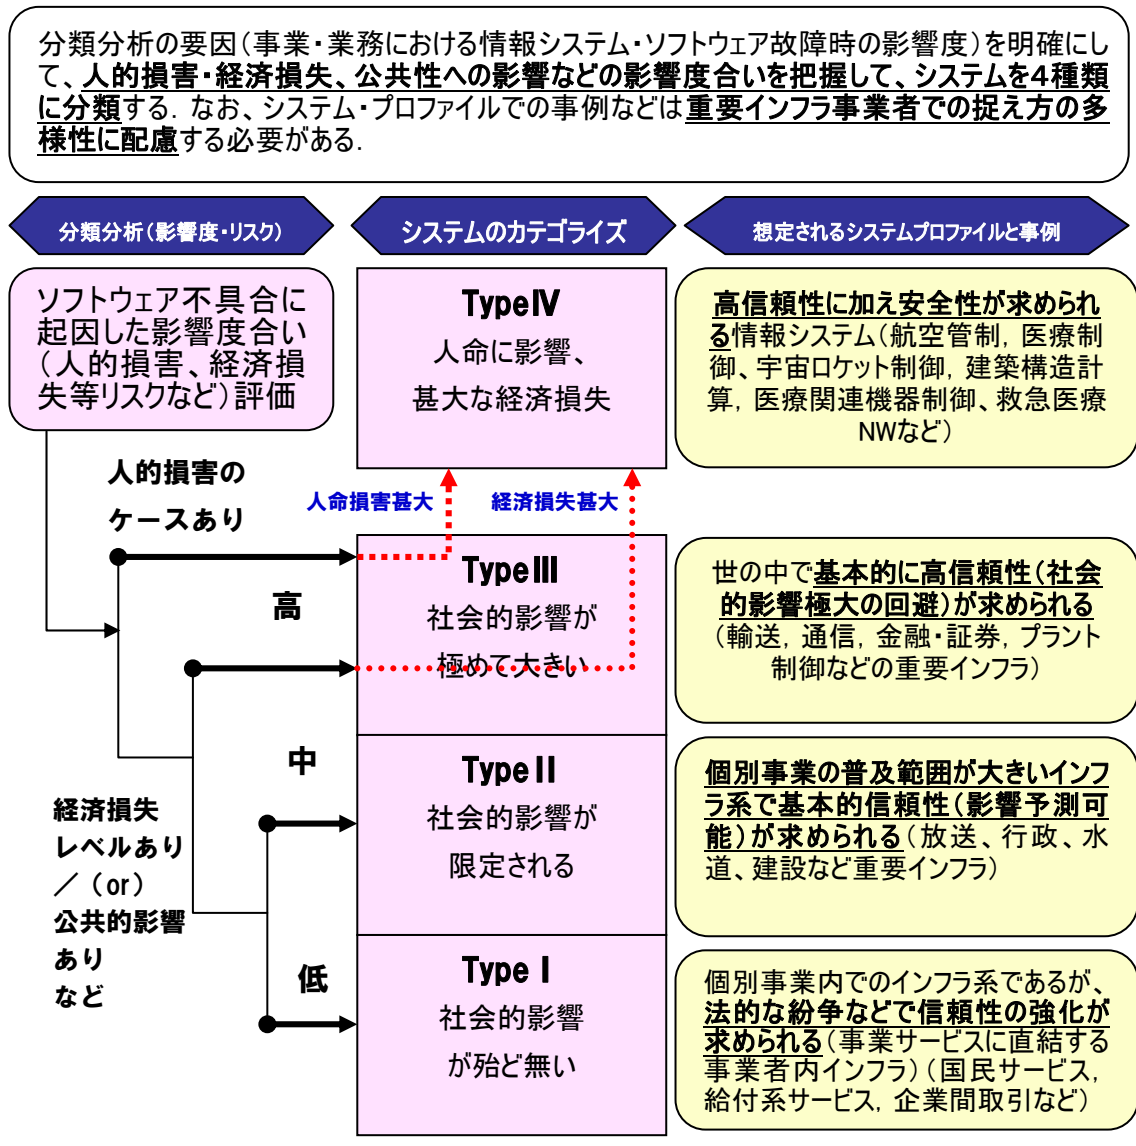 分類分析の要因（事業・業務における情報システム・ソフトウェア故障時の影響度）を明確にし
て、人的損害・経済損失、公共性への影響などの影響度合いを把握して、システムを４種類
に分類する．なお、システム・プロファイルでの事例などは重要インフラ事業者での捉え方の多
様性に配慮する必要がある．
分類分析（影響度・リスク）
システムのカテゴライズ
想定されるシステムプロファイルと事例
ソフトウェア不具合に
起因した影響度合い
（人的損害、経済損
失等リスクなど）評価
TypeⅣ
人命に影響、
甚大な経済損失
高信頼性に加え安全性が求められ
る情報システム（航空管制，医療制
御、宇宙ロケット制御，建築構造計
算，医療関連機器制御、救急医療
NWなど）
人的損害の
ケースあり
人命損害甚大
経済損失甚大
高
TypeⅢ
社会的影響が
極めて大きい
世の中で基本的に高信頼性（社会
的影響極大の回避）が求められる
（輸送，通信，金融・証券，プラント
制御などの重要インフラ）
中
TypeⅡ
社会的影響が
限定される
個別事業の普及範囲が大きいインフ
ラ系で基本的信頼性（影響予測可
能）が求められる（放送、行政、水
道、建設など重要インフラ）
経済損失
レベルあり
／（or）
公共的影響
あり
など
低
TypeⅠ
社会的影響
が殆ど無い
個別事業内でのインフラ系であるが、
法的な紛争などで信頼性の強化が
求められる（事業サービスに直結する
事業者内インフラ）（国民サービス，
給付系サービス，企業間取引など）